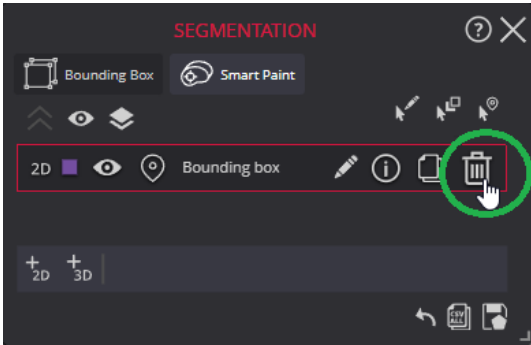 SEGMENTATION
Bounding Box
Smart Paint
2D Bounding box
+2D +3D
CSV ALL